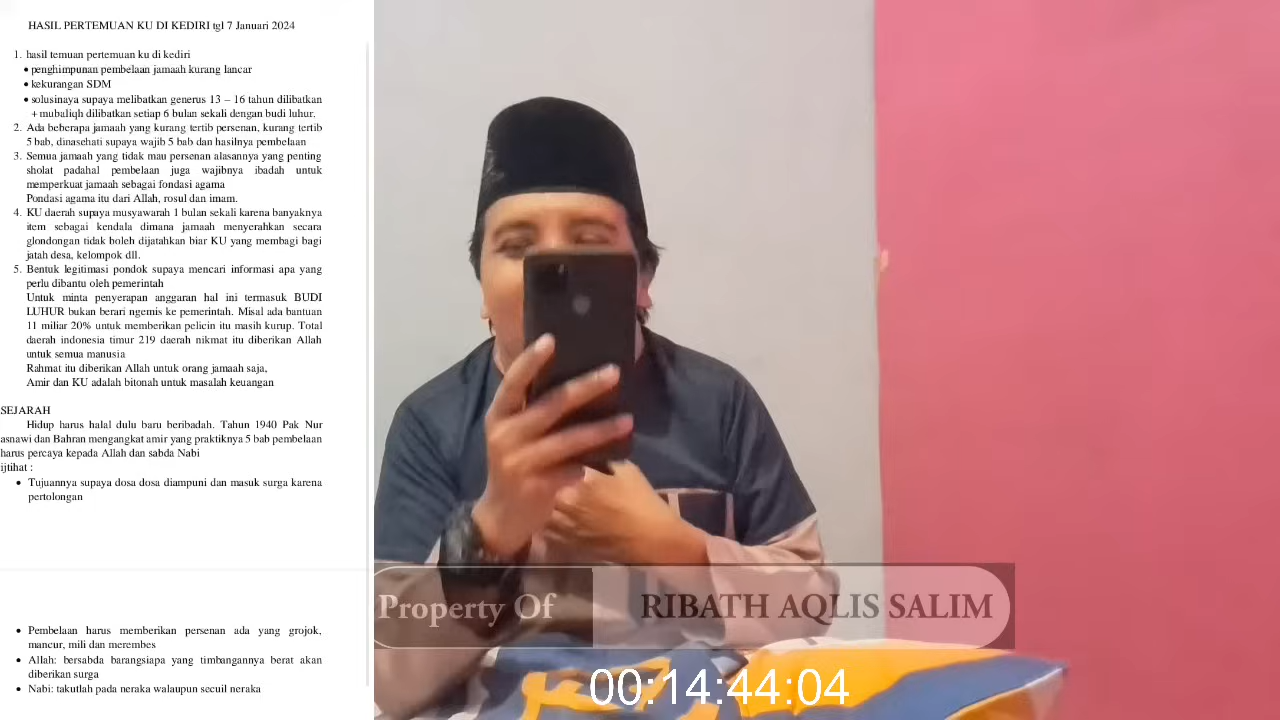 HASIL PERTEMUAN KU DI KEDIRI tgl 7 Januari 2024
1. hasil temuan pertemuan ku di kediri
• penghimpunan pembelaan jamaah kurang lancar
• kekurangan SDM
• solusinaya supaya melibatkan generus 13 – 16 tahun dilibatkan
+ mubaliqh dilibatkan setiap 6 bulan sekali dengan budi luhur.
2. Ada beberapa jamaah yang kurang tertib persenan, kurang tertib
5 bab, dinasehati supaya wajib 5 bab dan hasilnya pembelaan
3. Semua jamaah yang tidak mau persenan alasannya yang penting
sholat padahal pembelaan juga wajibnya ibadah untuk
memperkuat jamaah sebagai fondasi agama
Pondasi agama itu dari Allah, rosul dan imam.
4. KU daerah supaya musyawarah 1 bulan sekali karena banyaknya
item sebagai kendala dimana jamaah menyerahkan secara
glondongan tidak boleh dijatahkan biar KU yang membagi bagi
jatah desa, kelompok dll.
5. Bentuk legitimasi pondok supaya mencari informasi apa yang
perlu dibantu oleh pemerintah
Untuk minta penyerapan anggaran hal ini termasuk BUDI
LUHUR bukan berari ngemis ke pemerintah. Misal ada bantuan
11 miliar 20% untuk memberikan pelicin itu masih kurup. Total
daerah indonesia timur 219 daerah nikmat itu diberikan Allah
untuk semua manusia
Rahmat itu diberikan Allah untuk orang jamaah saja,
Amir dan KU adalah bitonah untuk masalah keuangan
SEJARAH
Hidup harus halal dulu baru beribadah. Tahun 1940 Pak Nur
asnawi dan Bahran mengangkat amir yang praktiknya 5 bab pembelaan
harus percaya kepada Allah dan sabda Nabi
ijtihat :
• Tujuannya supaya dosa dosa diampuni dan masuk surga karena
pertolongan
• Pembelaan harus memberikan persenan ada yang grojok,
mancur, mili dan merembes
• Allah: bersabda barangsiapa yang timbangannya berat akan
diberikan surga
• Nabi: takutlah pada neraka walaupun secuil neraka
Property Of RIBATH AQLIS SALIM
00:14:44:04